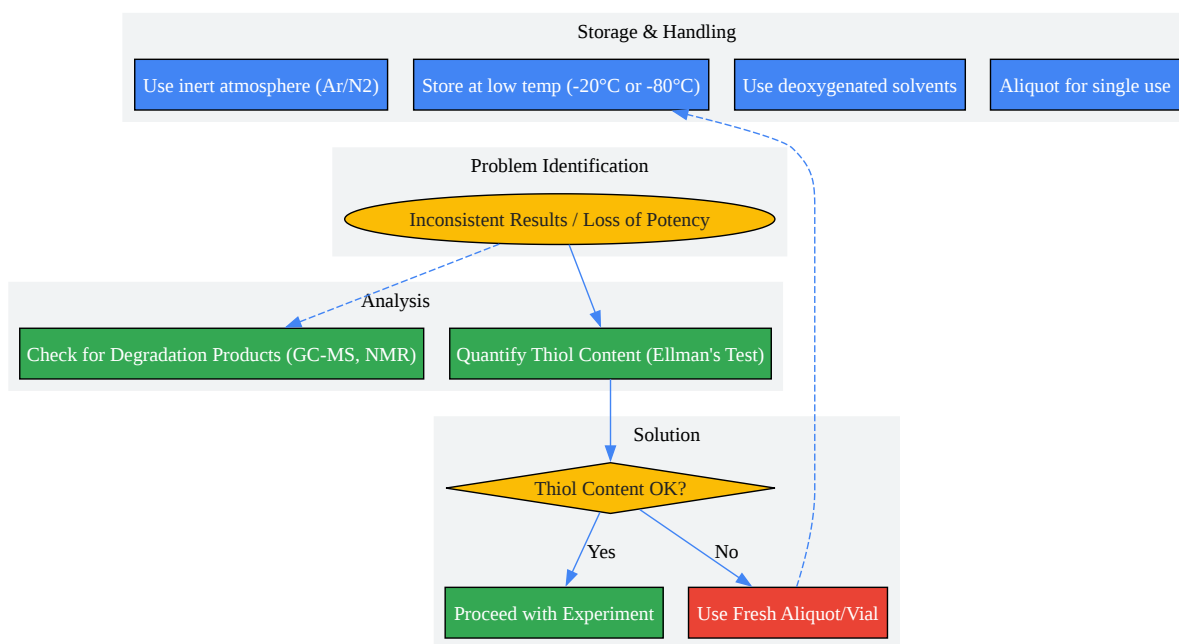 Storage & Handling
Use inert atmosphere (Ar/N2)
Store at low temp (-20°C or -80°C)
Use deoxygenated solvents
Aliquot for single use
Problem Identification
Inconsistent Results / Loss of Potency
Analysis
Check for Degradation Products (GC-MS, NMR)
Quantify Thiol Content (Ellman's Test)
Solution
Thiol Content OK?
Yes
No
Proceed with Experiment
Use Fresh Aliquot/Vial